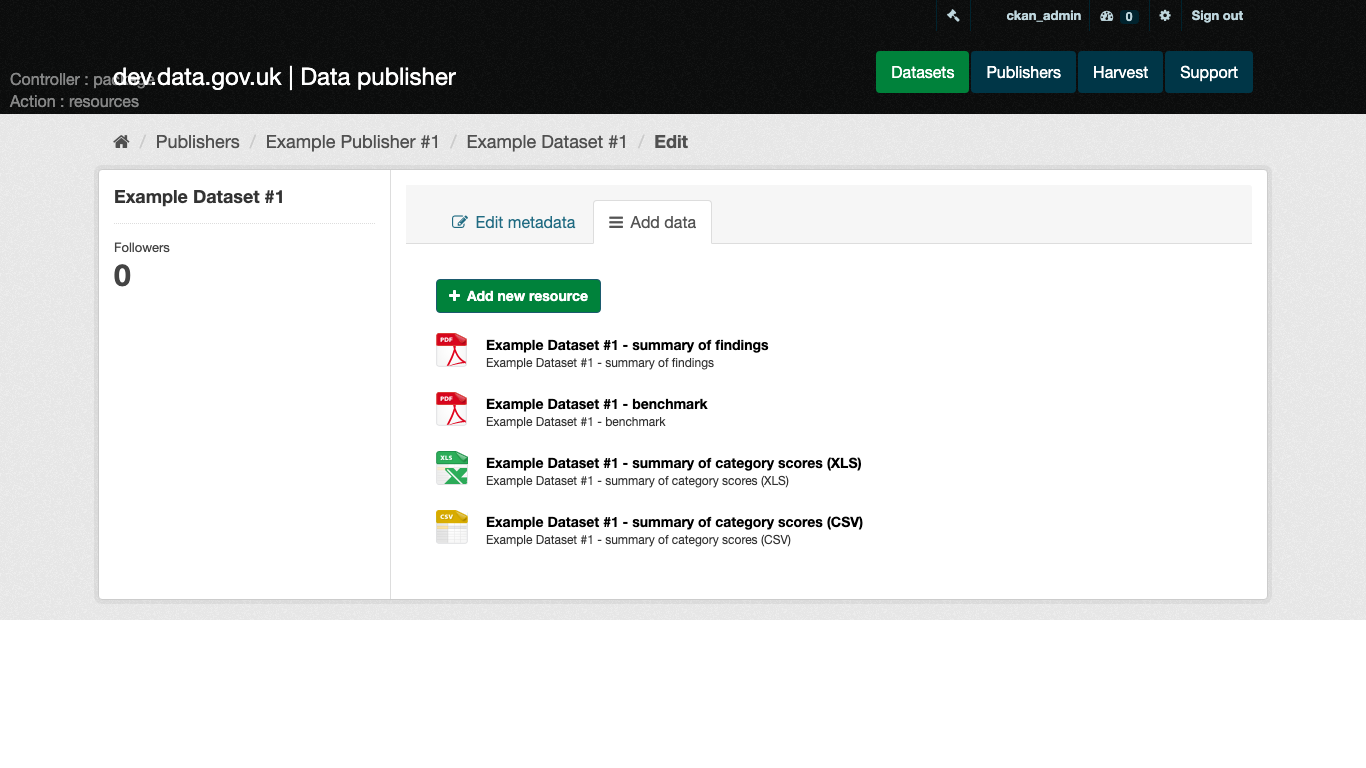 ckan_admin 0 Sign out
Controller : package
Action : resources
dev.data.gov.uk | Data publisher
Datasets Publishers Harvest Support
/ Publishers / Example Publisher #1 / Example Dataset #1 / Edit
Example Dataset #1
Followers
0
Edit metadata
Add data
Add new resource
PDF
Example Dataset #1 - summary of findings
Example Dataset #1 - summary of findings
PDF
Example Dataset #1 - benchmark
Example Dataset #1 - benchmark
XLS
Example Dataset #1 - summary of category scores (XLS)
Example Dataset #1 - summary of category scores (XLS)
CSV
Example Dataset #1 - summary of category scores (CSV)
Example Dataset #1 - summary of category scores (CSV)